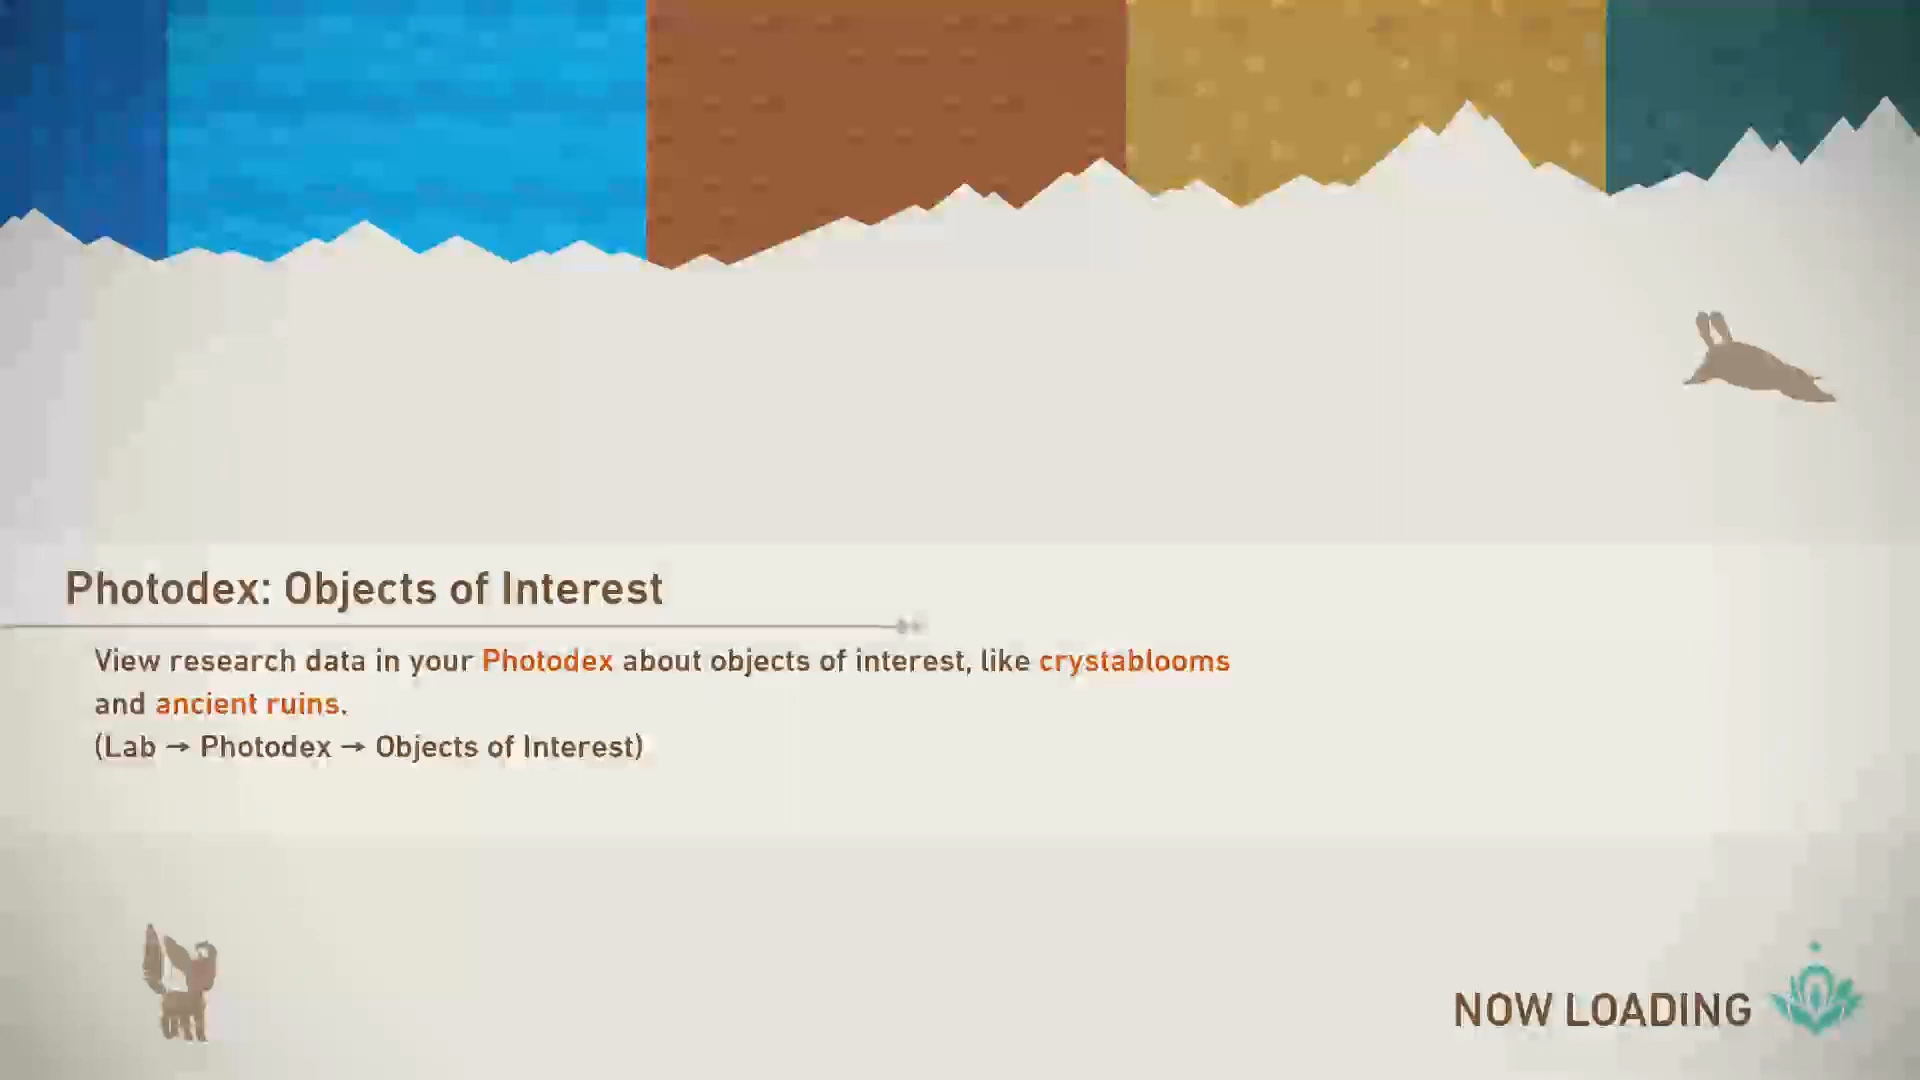 Photodex: Objects of Interest
View research data in your Photodex about objects of interest, like crystablooms
and ancient ruins.
(Lab → Photodex → Objects of Interest)
NOW LOADING